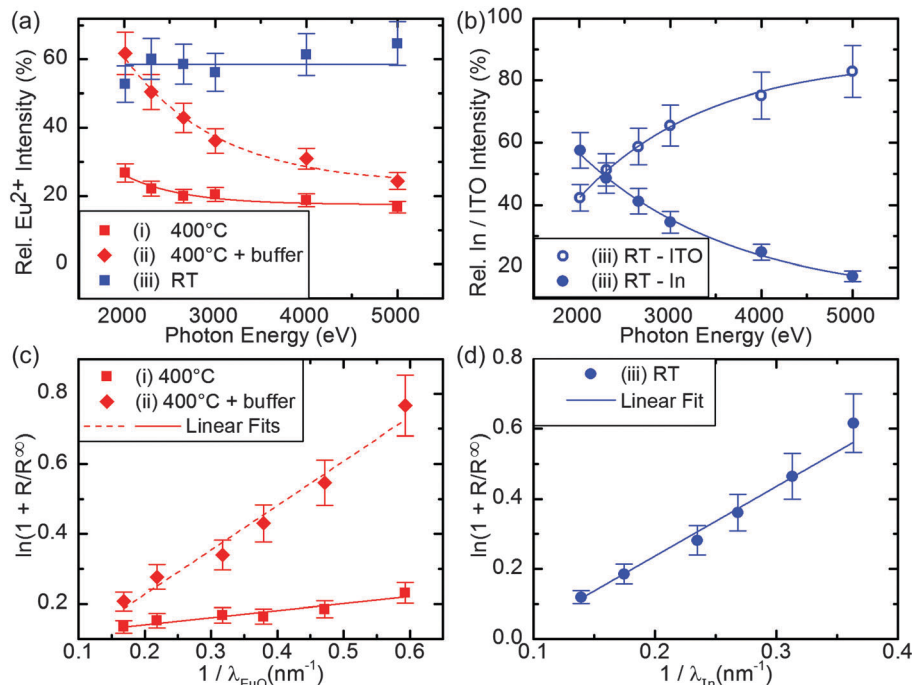 (a)
Rel. Eu2+ Intensity (%)
60
40
20
0
(i) 400°C
(ii) 400°C + buffer
(iii) RT
2000 3000 4000 5000
Photon Energy (eV)
(b)
Rel. In / ITO Intensity (%)
100
80
60
40
20
(iii) RT - ITO
(iii) RT - In
2000 3000 4000 5000
Photon Energy (eV)
(c)
ln(1 + R/R∞)
0.8
0.6
0.4
0.2
(i) 400°C
(ii) 400°C + buffer
Linear Fits
0.1 0.2 0.3 0.4 0.5 0.6
1 / λEuO(nm-1)
(d)
ln(1 + R/R∞)
0.8
0.6
0.4
0.2
0.0
(iii) RT
Linear Fit
0.1 0.2 0.3 0.4
1 / λIn(nm-1)